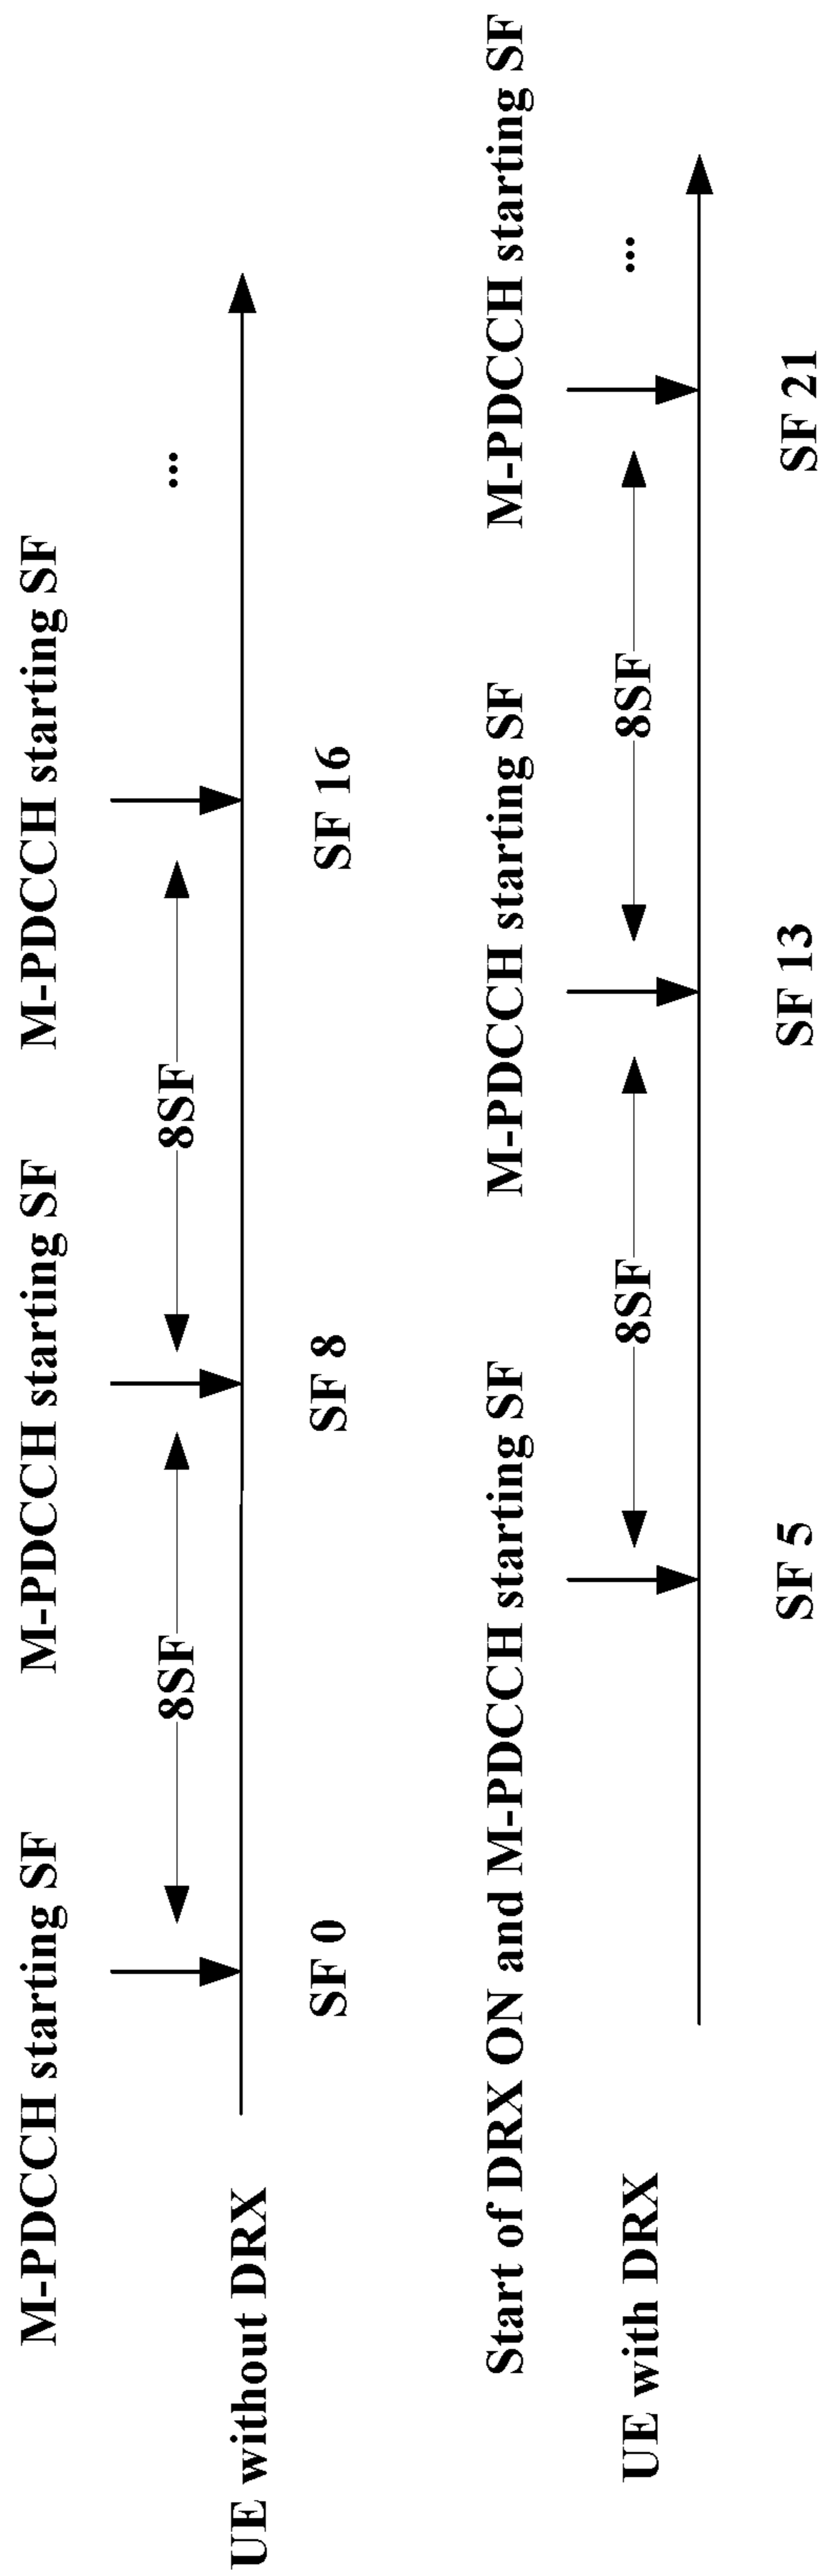 M-PDCCH starting SF
M-PDCCH starting SF
M-PDCCH starting SF
8SF
8SF
...
UE without DRX
SF 0
SF 8
SF 16
Start of DRX ON and M-PDCCH starting SF
M-PDCCH starting SF
M-PDCCH starting SF
8SF
8SF
...
UE with DRX
SF 5
SF 13
SF 21